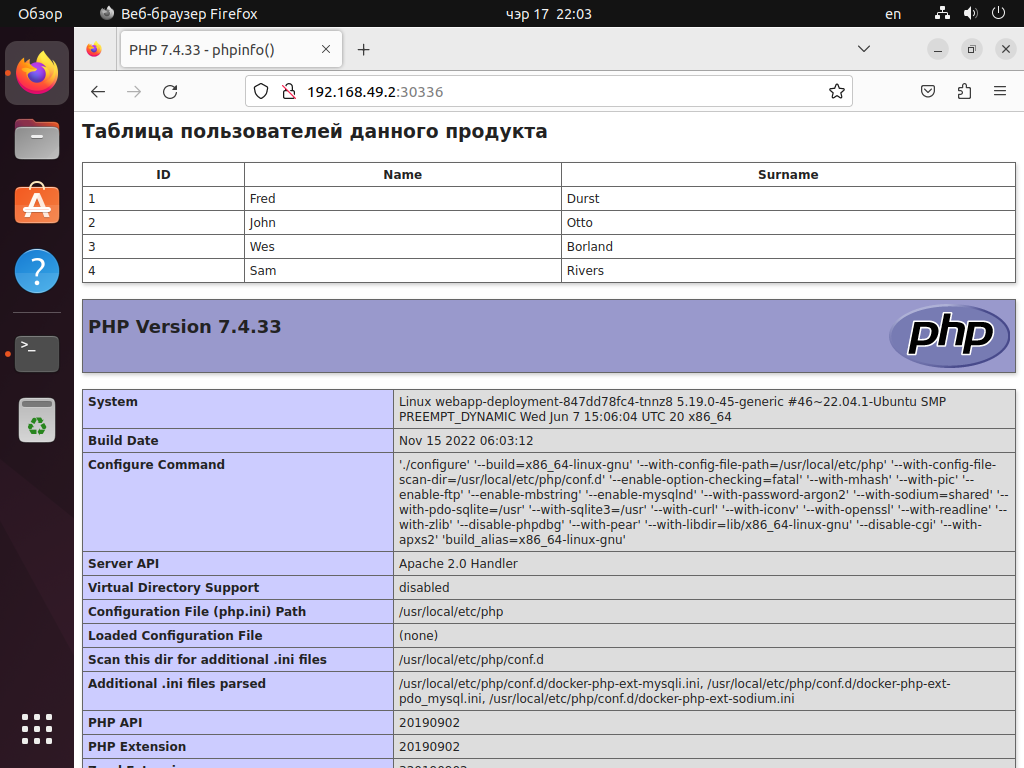 Обзор Веб-браузер Firefox чэр 17 22:03 en
PHP 7.4.33 - phpinfo()
192.168.49.2:30336
Таблица пользователей данного продукта
ID Name Surname
1 Fred Durst
2 John Otto
3 Wes Borland
4 Sam Rivers
PHP Version 7.4.33
php
System Linux webapp-deployment-847dd78fc4-tnnz8 5.19.0-45-generic #46~22.04.1-Ubuntu SMP
PREEMPT_DYNAMIC Wed Jun 7 15:06:04 UTC 20 x86_64
Build Date Nov 15 2022 06:03:12
Configure Command './configure' '--build=x86_64-linux-gnu' '--with-config-file-path=/usr/local/etc/php' '--with-config-file-
scan-dir=/usr/local/etc/php/conf.d' '--enable-option-checking=fatal' '--with-mhash' '--with-pic' '--
enable-ftp' '--enable-mbstring' '--enable-mysqlnd' '--with-password-argon2' '--with-sodium=shared' '--
with-pdo-sqlite=/usr' '--with-sqlite3=/usr' '--with-curl' '--with-iconv' '--with-openssl' '--with-readline' '--
with-zlib' '--disable-phpdbg' '--with-pear' '--with-libdir=lib/x86_64-linux-gnu' '--disable-cgi' '--with-
apxs2' 'build_alias=x86_64-linux-gnu'
Server API Apache 2.0 Handler
Virtual Directory Support disabled
Configuration File (php.ini) Path /usr/local/etc/php
Loaded Configuration File (none)
Scan this dir for additional .ini files /usr/local/etc/php/conf.d
Additional .ini files parsed /usr/local/etc/php/conf.d/docker-php-ext-mysqli.ini, /usr/local/etc/php/conf.d/docker-php-ext-
pdo_mysql.ini, /usr/local/etc/php/conf.d/docker-php-ext-sodium.ini
PHP API 20190902
PHP Extension 20190902